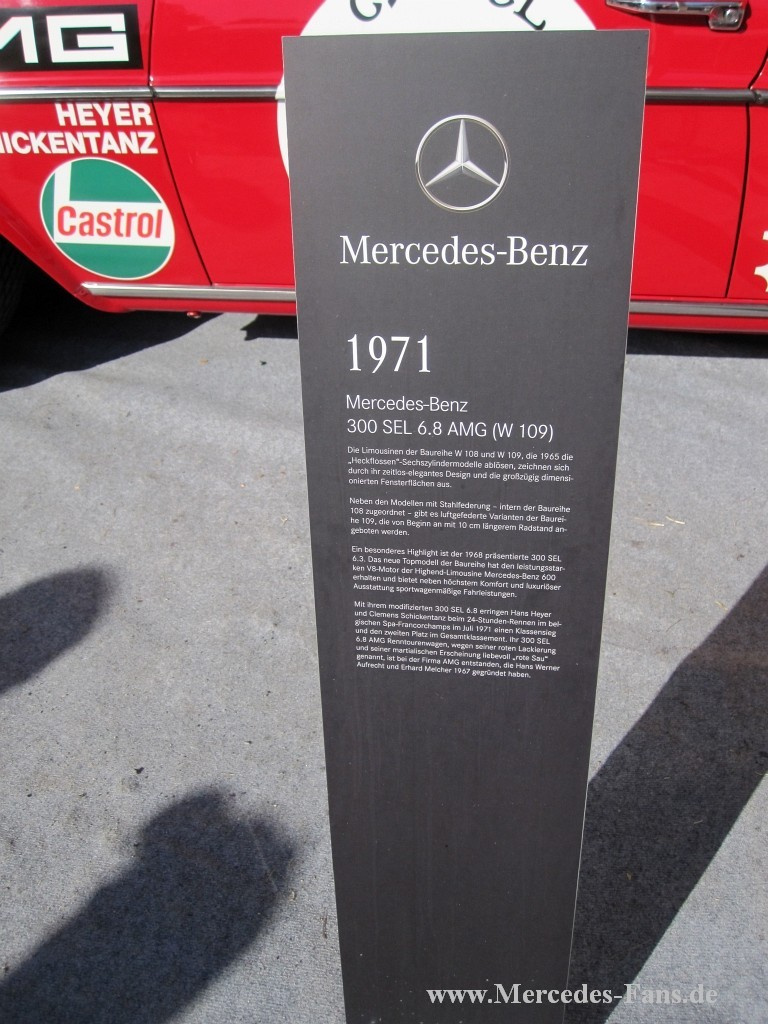 MG
HEYER
HICKENTANZ
Castrol
Mercedes-Benz
1971
Mercedes-Benz
300 SEL 6.8 AMG (W 109)
Die Limousinen der Baureihe W 108 und W 109, die 1965 die
„Heckflossen“-Sechszylindermodelle ablösen, zeichnen sich
durch ihr zeitlos-elegantes Design und die großzügig dimensi-
onierten Fensterflächen aus.
Neben den Modellen mit Stahlfederung – intern der Baureihe
108 zugeordnet – gibt es luftgefederte Varianten der Baurei-
he 109, die von Beginn an mit 10 cm längerem Radstand an-
geboten werden.
Ein besonderes Highlight ist der 1968 präsentierte 300 SEL
6.3. Das neue Topmodell der Baureihe hat den leistungsstar-
ken V8-Motor der Highend-Limousine Mercedes-Benz 600
erhalten und bietet neben höchstem Komfort und luxuriöser
Ausstattung sportwagenmäßige Fahrleistungen.
Mit ihrem modifizierten 300 SEL 6.8 erringen Hans Heyer
und Clemens Schickentanz beim 24-Stunden-Rennen im bel-
gischen Spa-Francorchamps im Juli 1971 einen Klassensieg
und den zweiten Platz im Gesamtklassement. Ihr 300 SEL
6.8 AMG Renntourenwagen, wegen seiner roten Lackierung
und seiner martialischen Erscheinung liebevoll „rote Sau“
genannt, ist bei der Firma AMG entstanden, die Hans Werner
Aufrecht und Erhard Melcher 1967 gegründet haben.
www.Mercedes-Fans.de